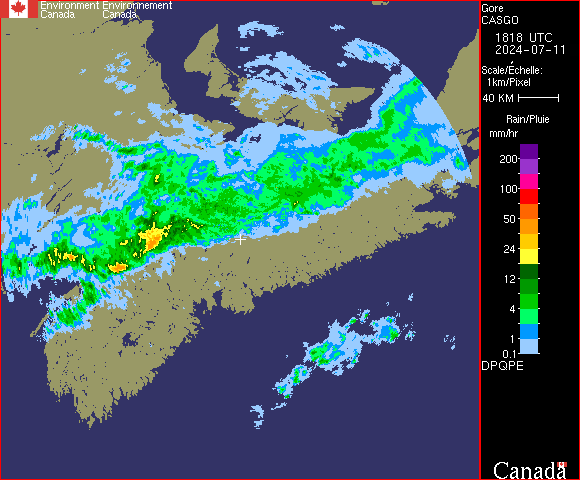 Environment Environnement
Canada Canada
Gore
CASGO
1818 UTC
2024-07-11
Scale/Échelle:
1km/Pixel
40 KM
Rain/Pluie
mm/hr
200
100
50
24
12
4
1
0.1
DPQPE
Canada